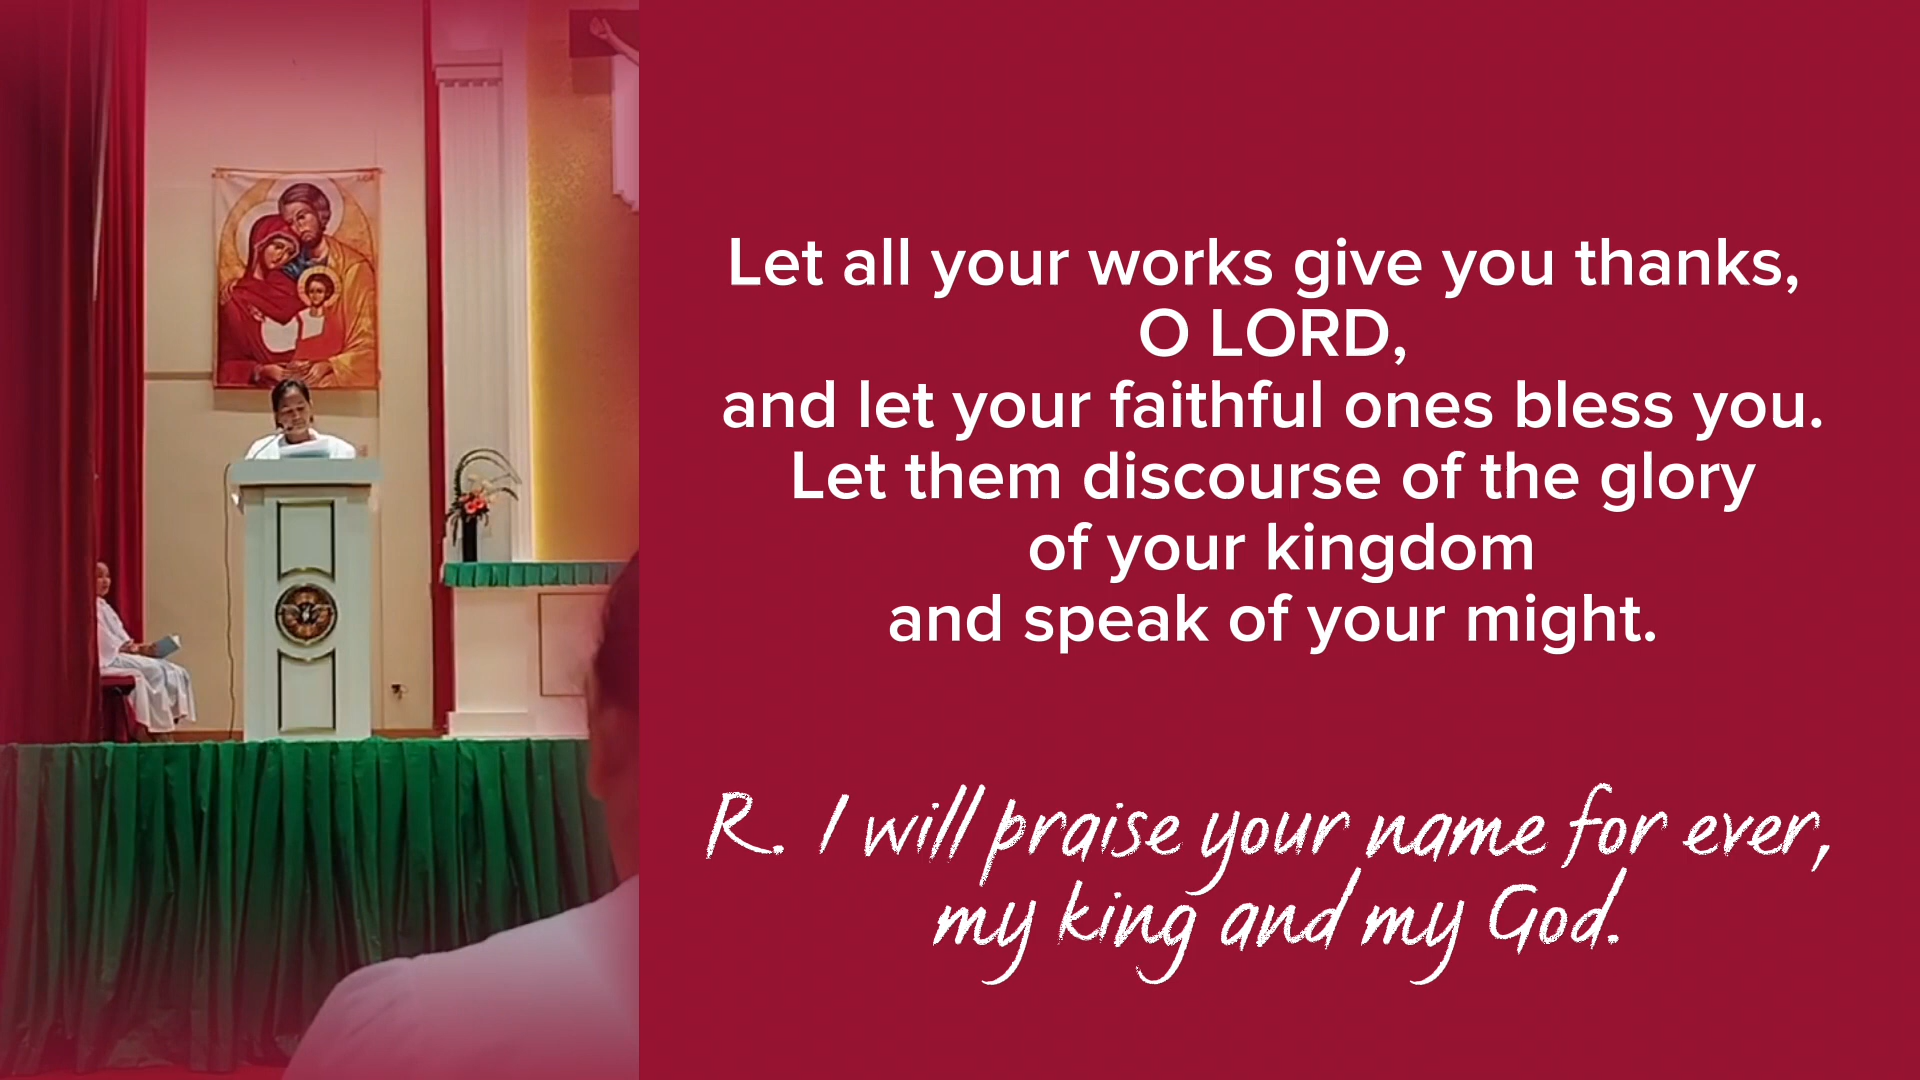 Let all your works give you thanks,
O LORD,
and let your faithful ones bless you.
Let them discourse of the glory
of your kingdom
and speak of your might.
R. I will praise your name for ever,
my king and my God.